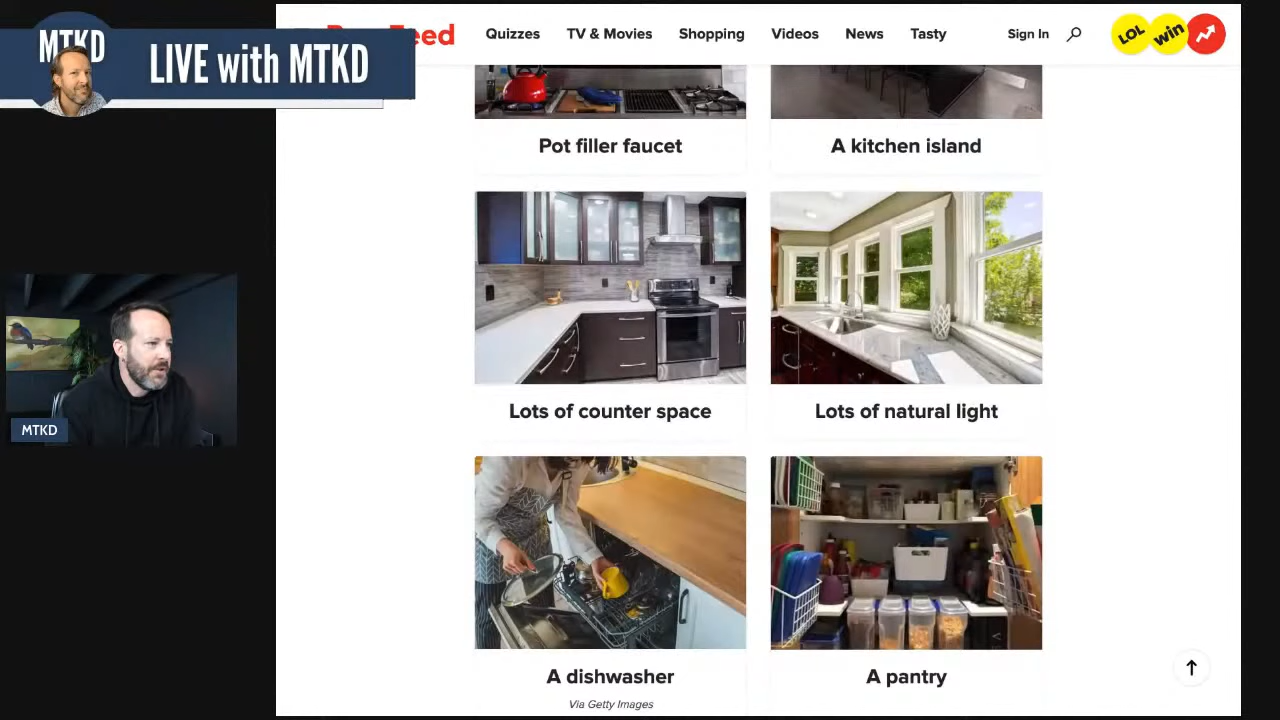 MTKD
LIVE with MTKD
Quizzes
TV & Movies
Shopping
Videos
News
Tasty
Sign In
LOL
win
Pot filler faucet
A kitchen island
Lots of counter space
Lots of natural light
MTKD
A dishwasher
Via Getty Images
A pantry